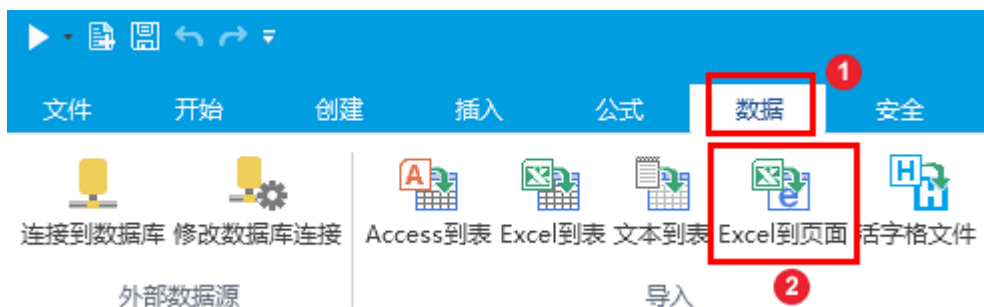 1
文件 开始 创建 插入 公式 数据 安全
连接到数据库 修改数据库连接 Access到表 Excel到表 文本到表 Excel到页面 活字格文件
外部数据源 导入 2